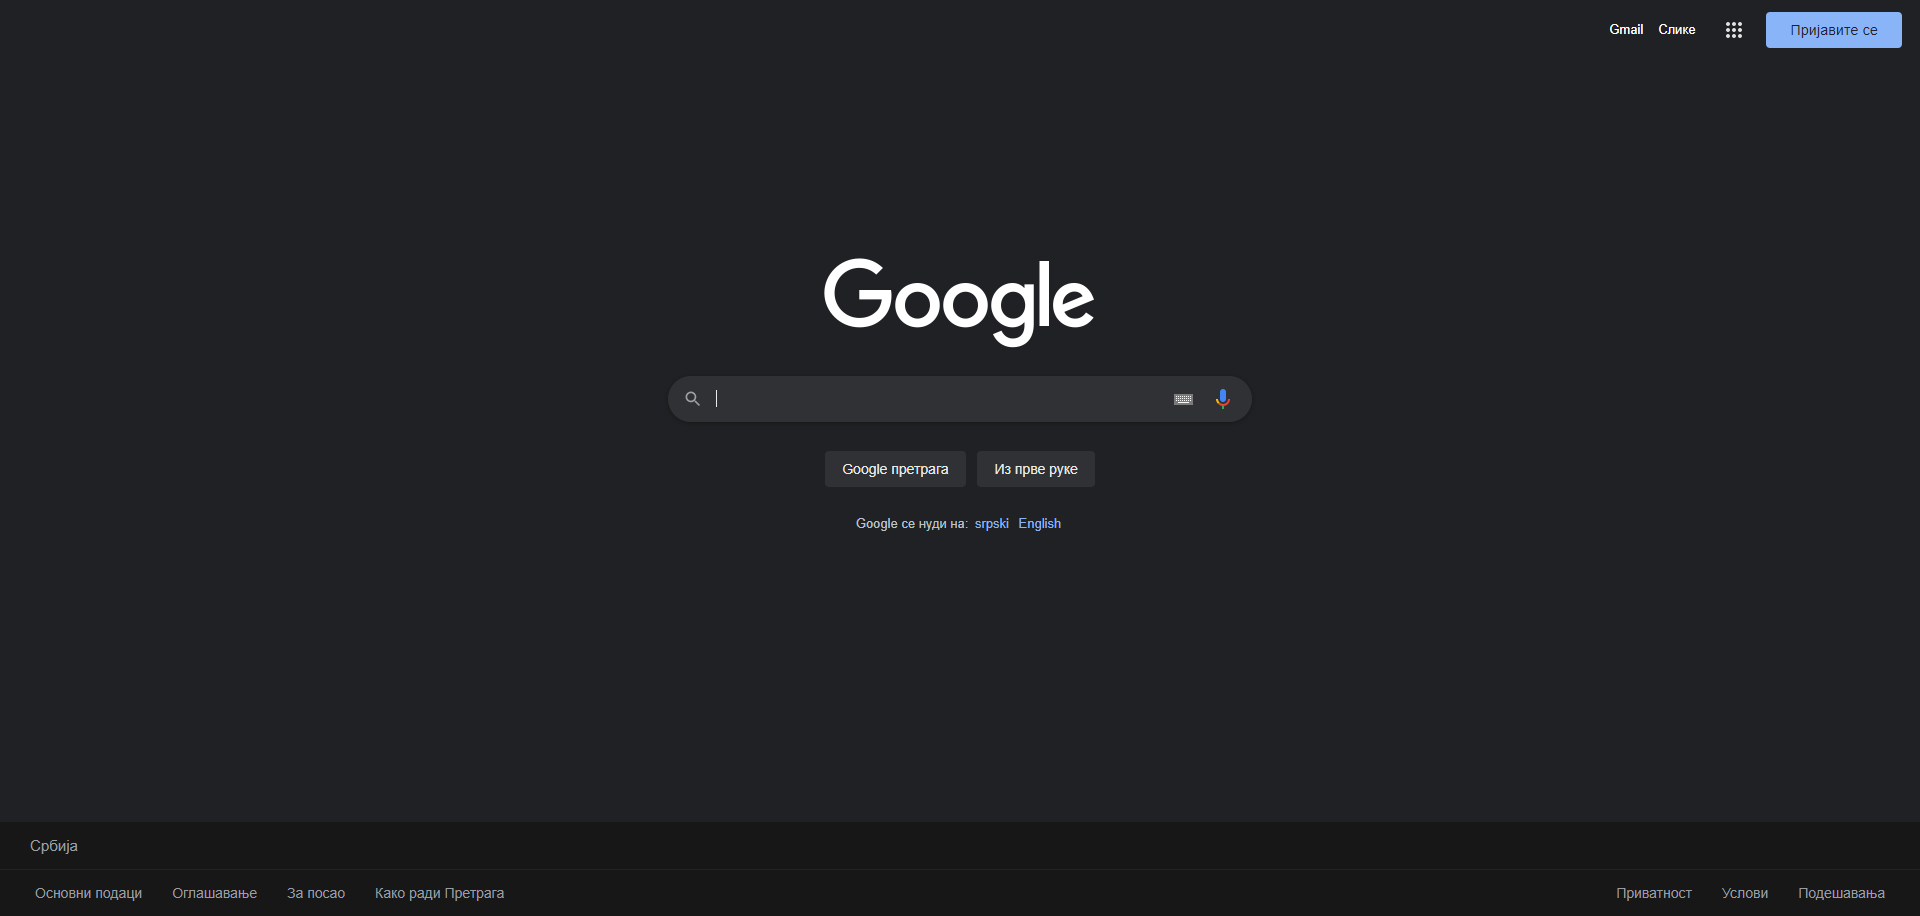 Gmail Слике Пријавите се
Google
Google претрага Из прве руке
Google се нуди на: srpski English
Србија
Основни подаци Оглашавање За посао Како ради Претрага Приватност Услови Подешавања